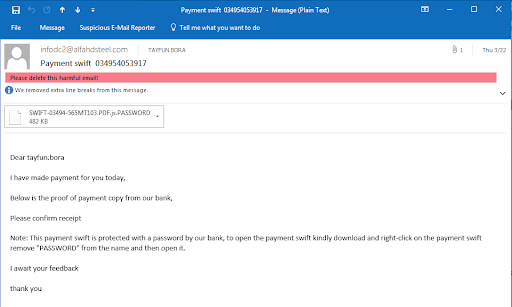 Payment swift 034954053917 - Message (Plain Text)
File Message Suspicious E-Mail Reporter Tell me what you want to do
infodc2@alfahdsteel.com TAYFUN BORA 1 Thu 3/22
Payment swift 034954053917
Please delete this harmful email!
We removed extra line breaks from this message.
SWIFT-03494-565MT103.PDF.js.PASSWORD
482 KB
Dear tayfun.bora
I have made payment for you today,
Below is the proof of payment copy from our bank,
Please confirm receipt
Note: This payment swift is protected with a password by our bank, to open the payment swift kindly download and right-click on the payment swift
remove "PASSWORD" from the name and then open it.
I await your feedback
thank you